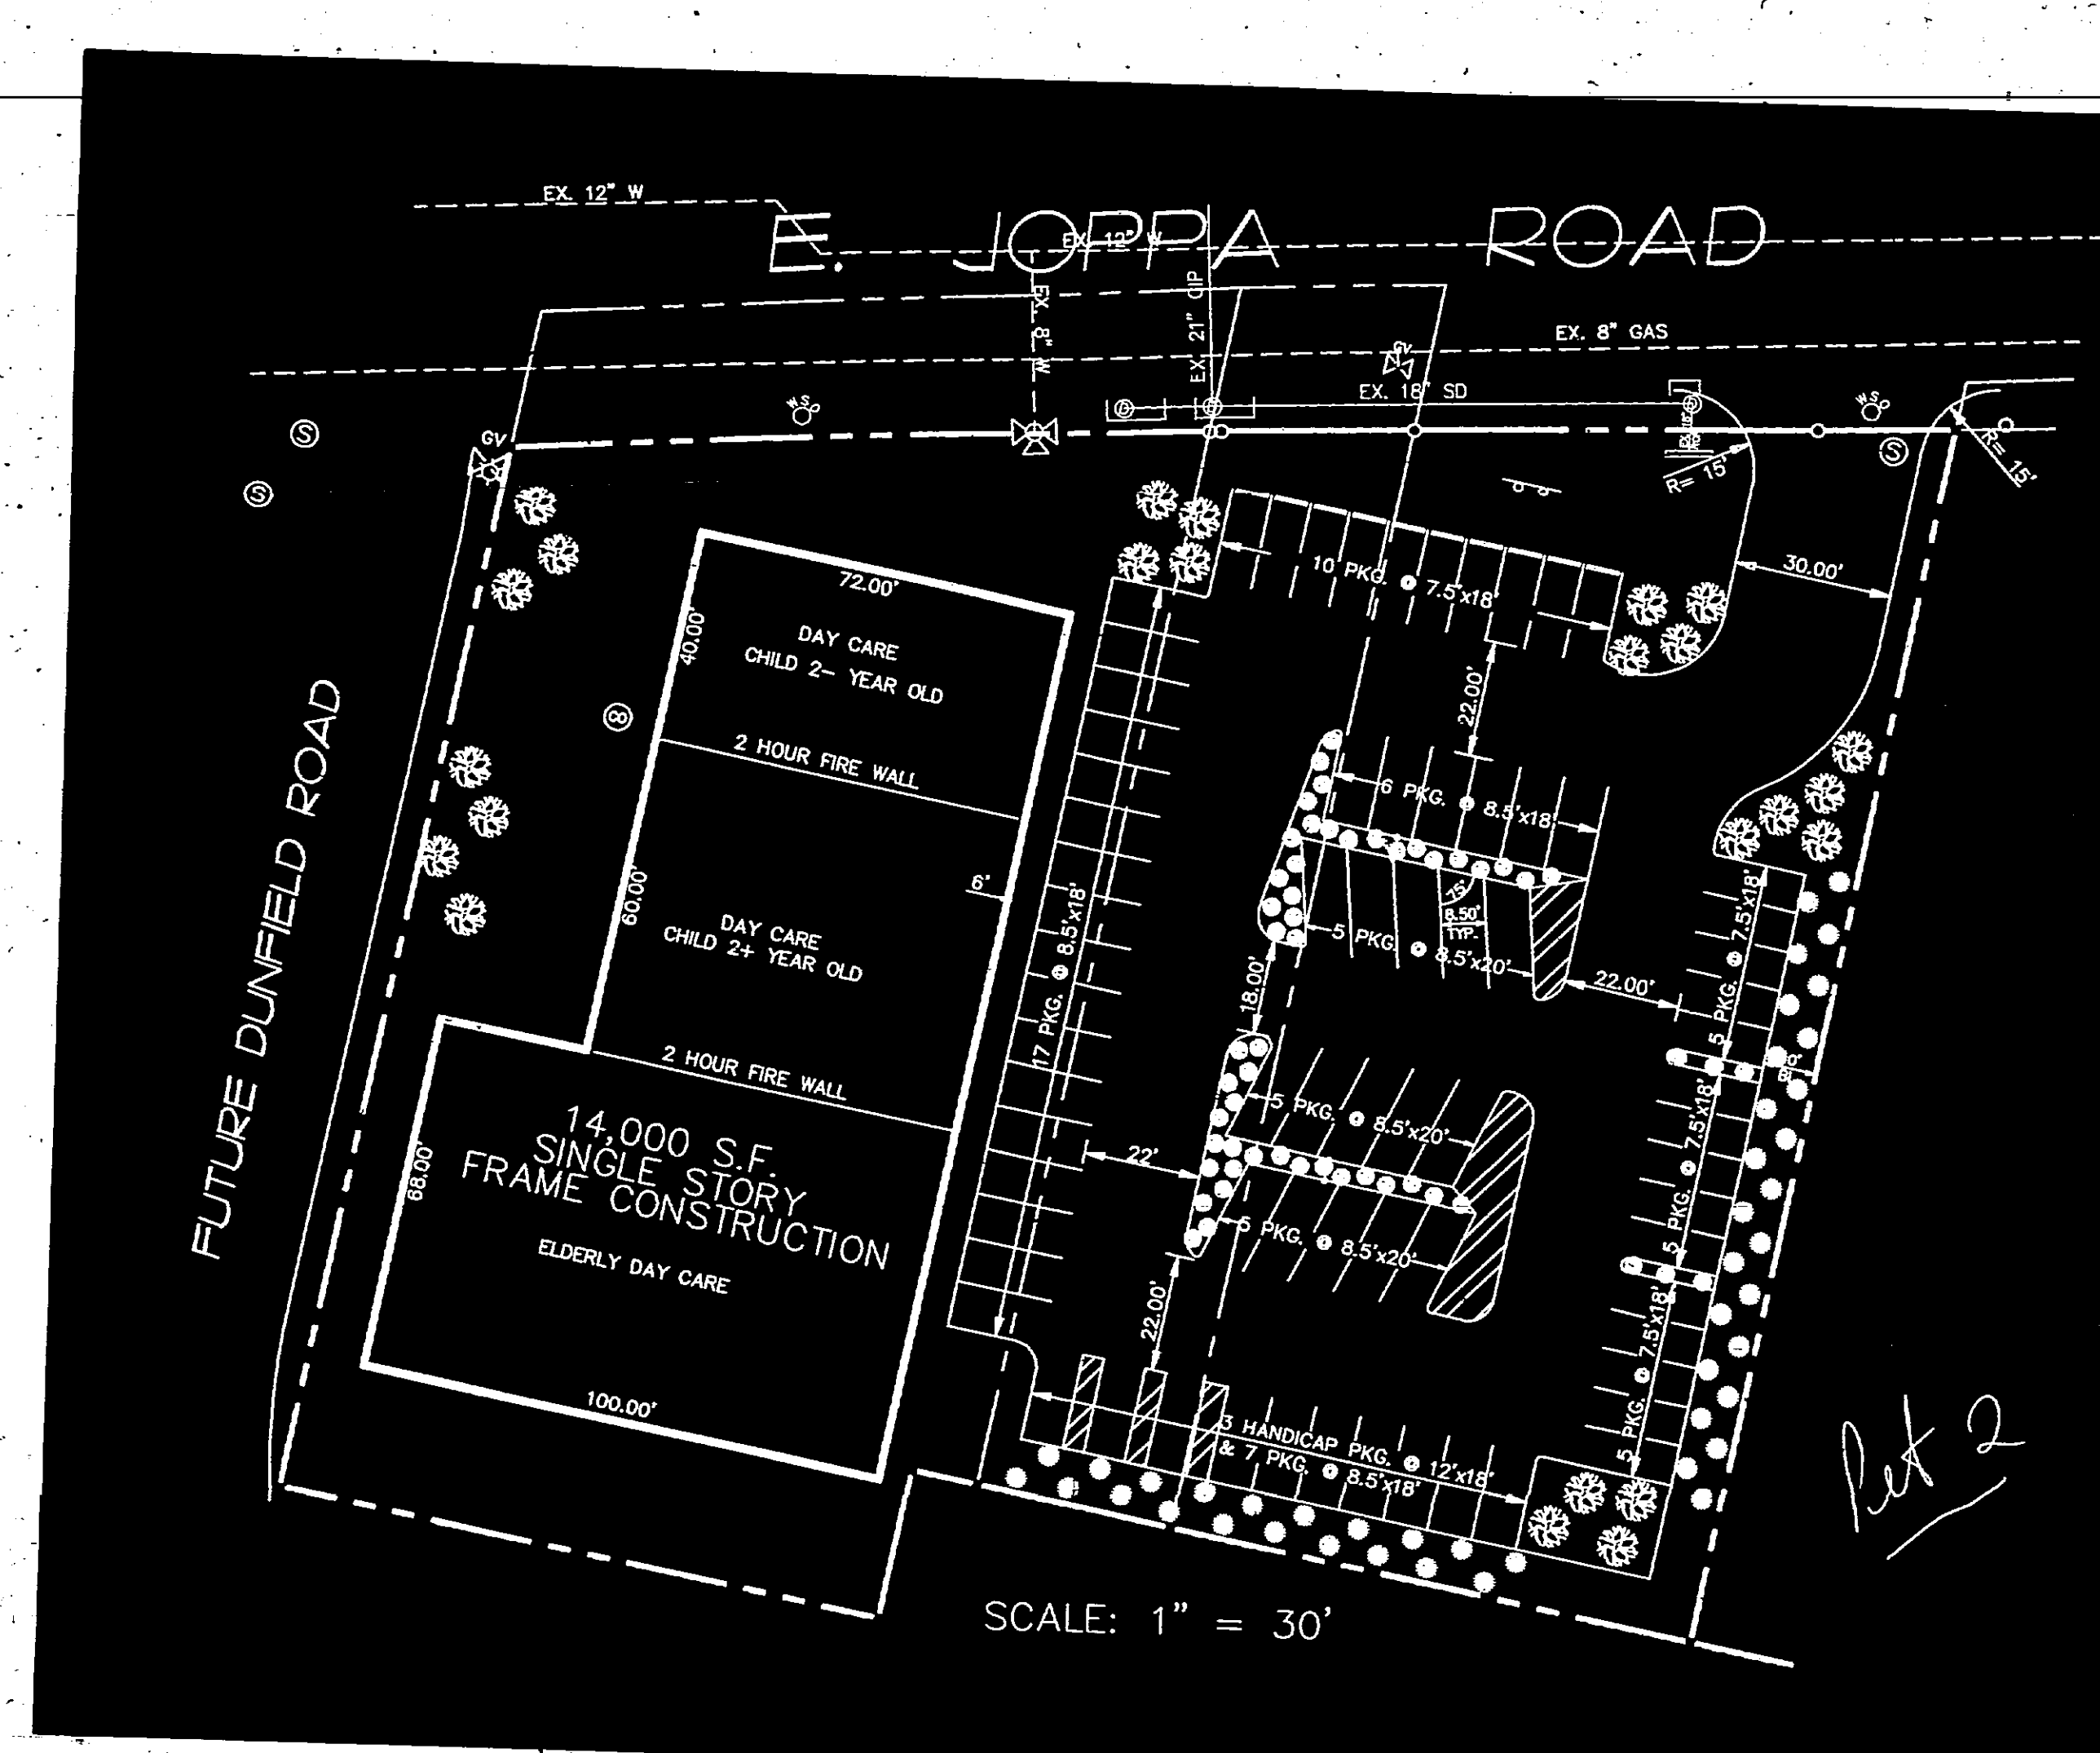 EX. 12" W
E. JOPPA ROAD
EX. 12" W
EX. 8" W
EX. 21" CIP
EX. 8" GAS
GV
EX. 18" SD
WSO
WSO
GV
S
S
S
D
D
D
R= 15'
R= 15'
30.00'
10 PKG. @ 7.5'x18'
72.00'
40.00'
DAY CARE
CHILD 2- YEAR OLD
22.00'
2 HOUR FIRE WALL
6 PKG. @ 8.5'x18'
60.00'
6'
DAY CARE
CHILD 2+ YEAR OLD
17 PKG. @ 8.5'x18'
75°
8.50'
TYP.
5 PKG. @ 8.5'x20'
18.00'
22.00'
5 PKG. @ 7.5'x18'
FUTURE DUNFIELD ROAD
2 HOUR FIRE WALL
14,000 S.F.
SINGLE STORY
FRAME CONSTRUCTION
68.00'
ELDERLY DAY CARE
5 PKG. @ 8.5'x20'
22'
5 PKG. @ 7.5'x18'
PKG. @ 8.5'x20'
22.00'
5 PKG. @ 7.5'x18'
100.00'
3 HANDICAP PKG. @ 12'x18'
& 7 PKG. @ 8.5'x18'
Pet 2
SCALE: 1" = 30'